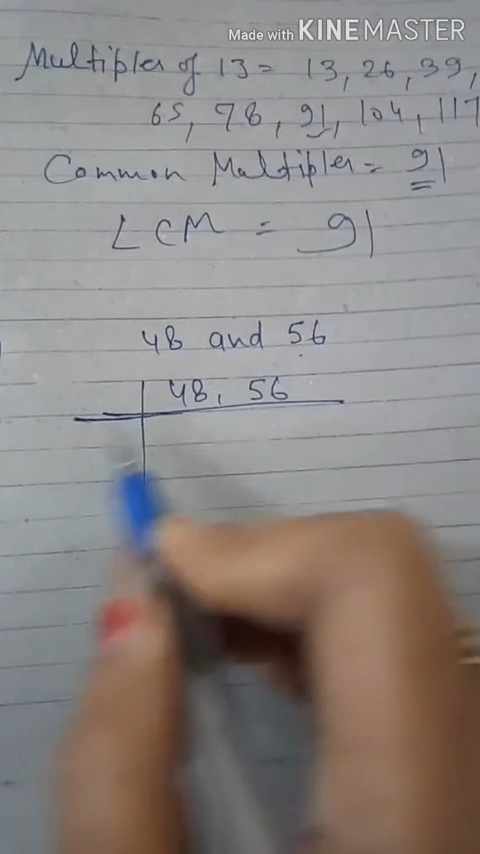 Made with KINEMASTER
Multiples of 13 = 13, 26, 39,
65, 78, 91, 104, 117
Common Multiples = 91
LCM = 91
48 and 56
48, 56